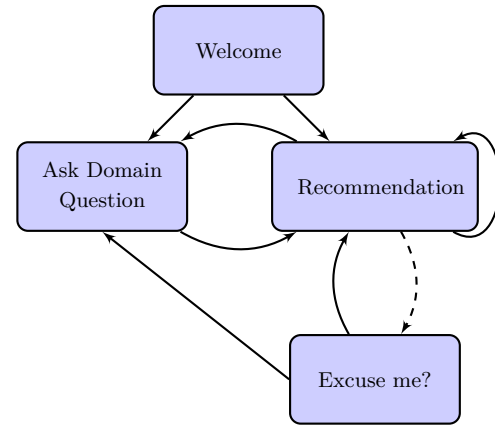 Welcome
Ask Domain
Question
Recommendation
Excuse me?